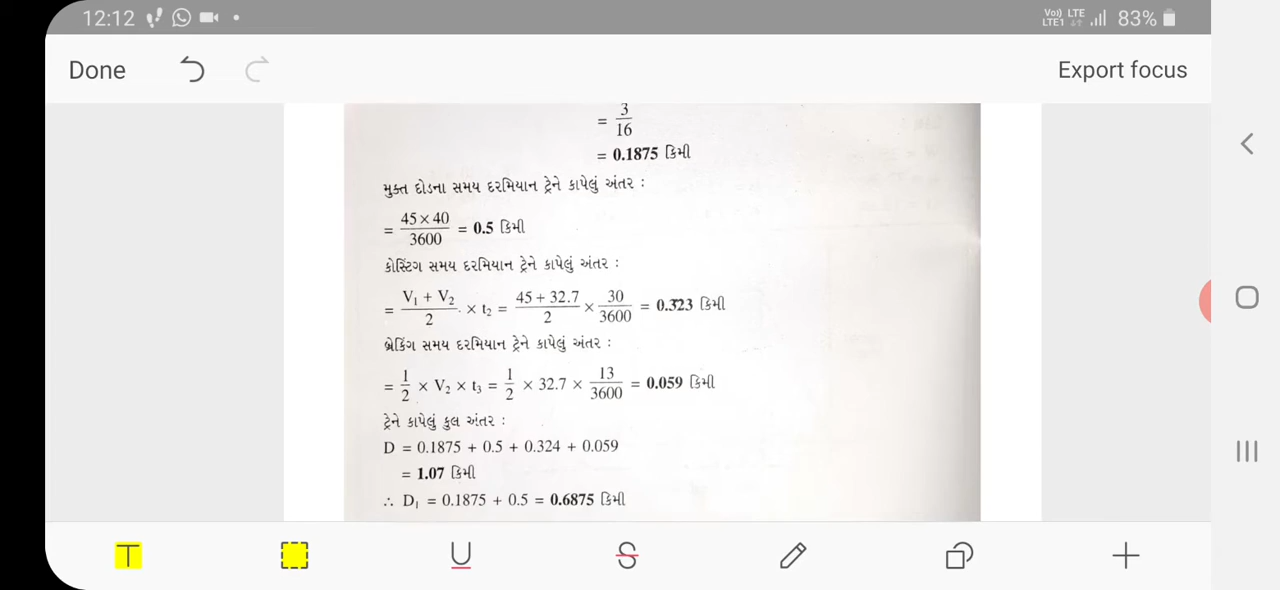 12:12
Vo)) LTE
LTE1
83%
Done
Export focus
= 3/16
= 0.1875 કિમી
મુક્ત દોડના સમય દરમિયાન ટ્રેને કાપેલું અંતર :
= 45 × 40 / 3600 = 0.5 કિમી
કોસ્ટિંગ સમય દરમિયાન ટ્રેને કાપેલું અંતર :
= V₁ + V₂ / 2 × t₂ = 45 + 32.7 / 2 × 30 / 3600 = 0.323 કિમી
બ્રેકિંગ સમય દરમિયાન ટ્રેને કાપેલું અંતર :
= 1/2 × V₂ × t₃ = 1/2 × 32.7 × 13 / 3600 = 0.059 કિમી
ટ્રેને કાપેલું કુલ અંતર :
D = 0.1875 + 0.5 + 0.324 + 0.059
= 1.07 કિમી
∴ D₁ = 0.1875 + 0.5 = 0.6875 કિમી
T
U
S